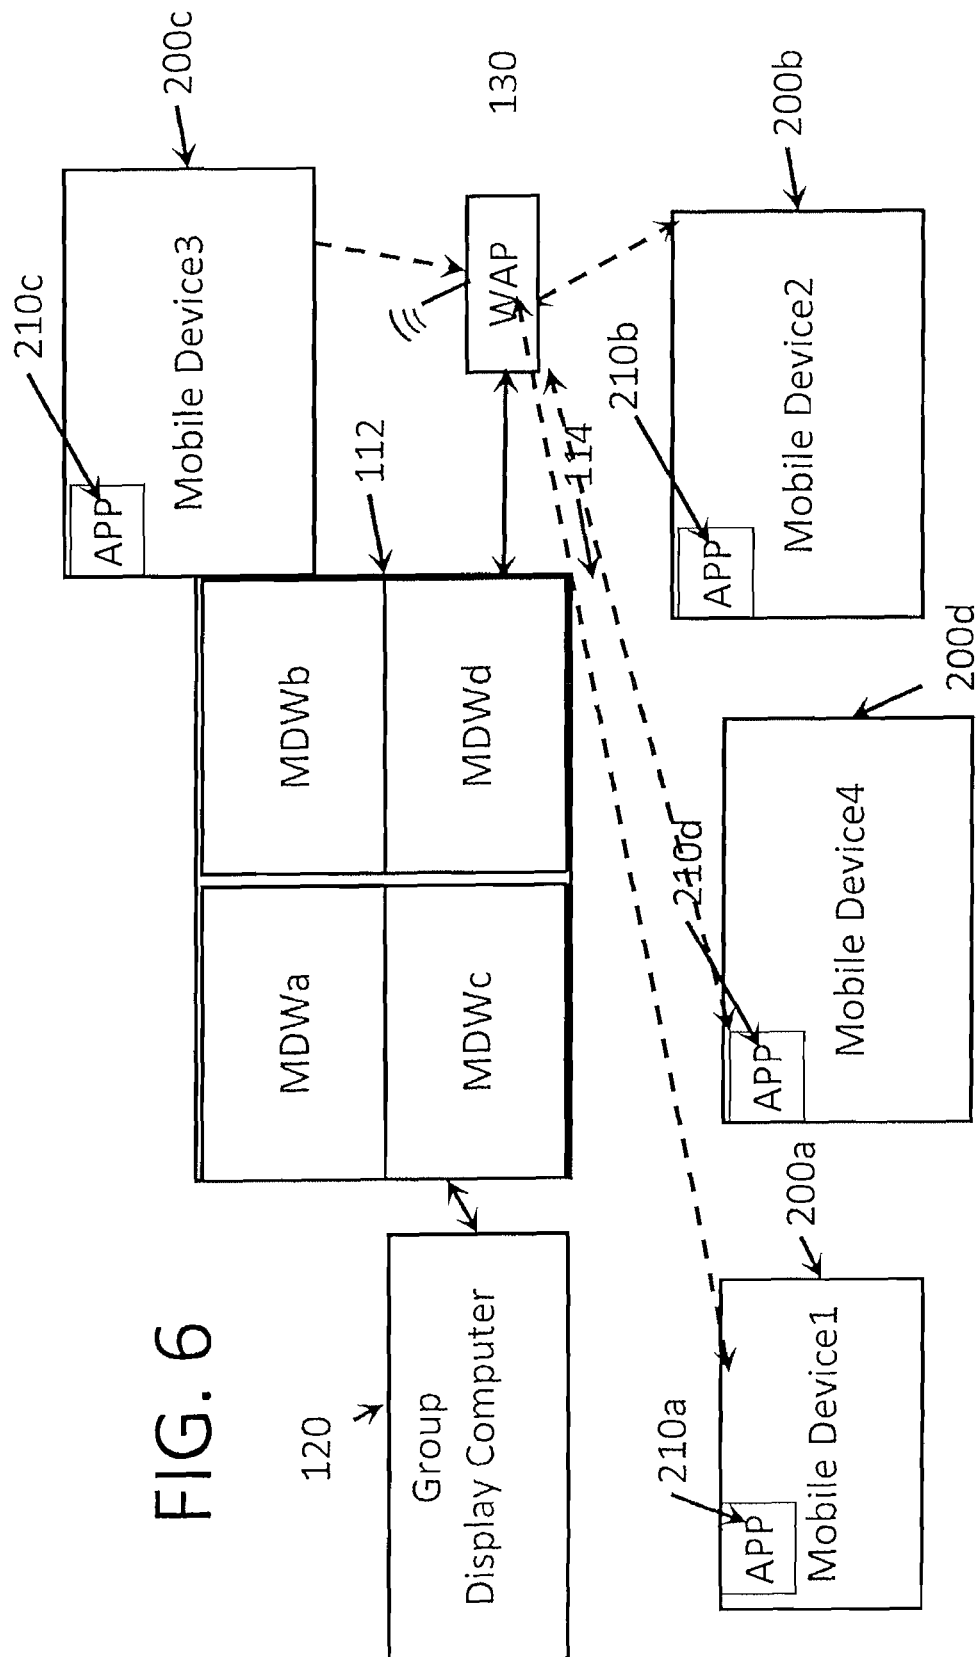 FIG. 6
120
Group
Display Computer
MDWa
MDWb
MDWc
MDWd
112
114
210c
APP
Mobile Device3
200c
130
WAP
210a
APP
Mobile Device1
200a
210d
APP
Mobile Device4
200d
210b
APP
Mobile Device2
200b